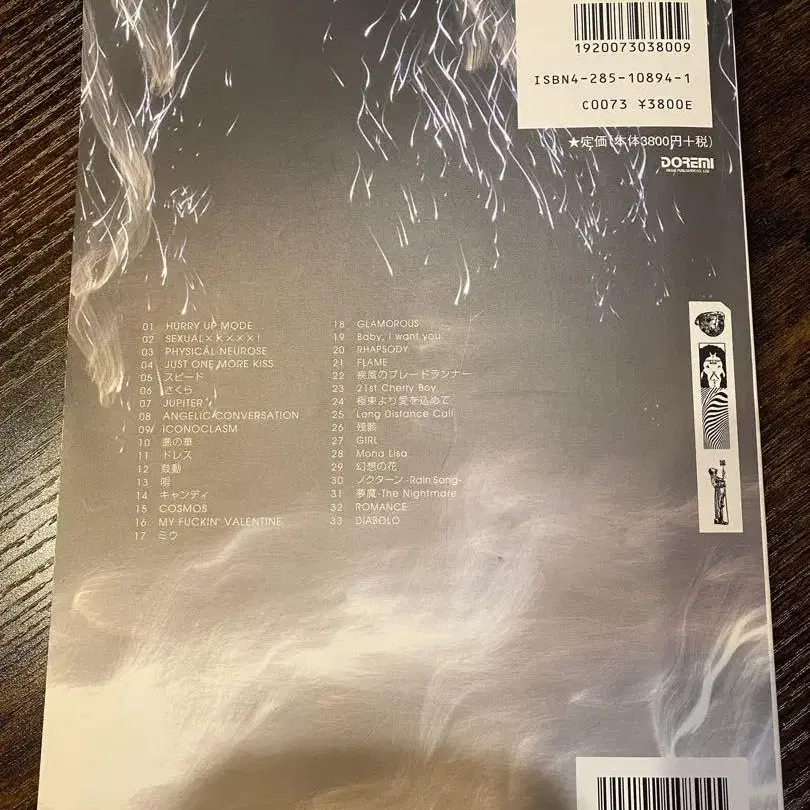 1920073038009
ISBN4-285-10894-1
C0073 ¥3800E
★定価(本体3800円+税)
DOREMI
01 HURRY UP MODE
02 SEXUAL×××××!
03 PHYSICAL NEUROSE
04 JUST ONE MORE KISS
05 スピード
06 さくら
07 JUPITER
08 ANGELIC CONVERSATION
09 ICONOCLASM
10 悪の華
11 ドレス
12 鼓動
13 唄
14 キャンディ
15 COSMOS
16 MY FUCKIN' VALENTINE
17 ミウ
18 GLAMOROUS
19 Baby, I want you.
20 RHAPSODY
21 FLAME
22 疾風のブレードランナー
23 21st Cherry Boy
24 極東より愛を込めて
25 Long Distance Call
26 残骸
27 GIRL
28 Mona Lisa
29 幻想の花
30 ノクターン-Rain Song-
31 夢魔-The Nightmare
32 ROMANCE
33 DIABOLO